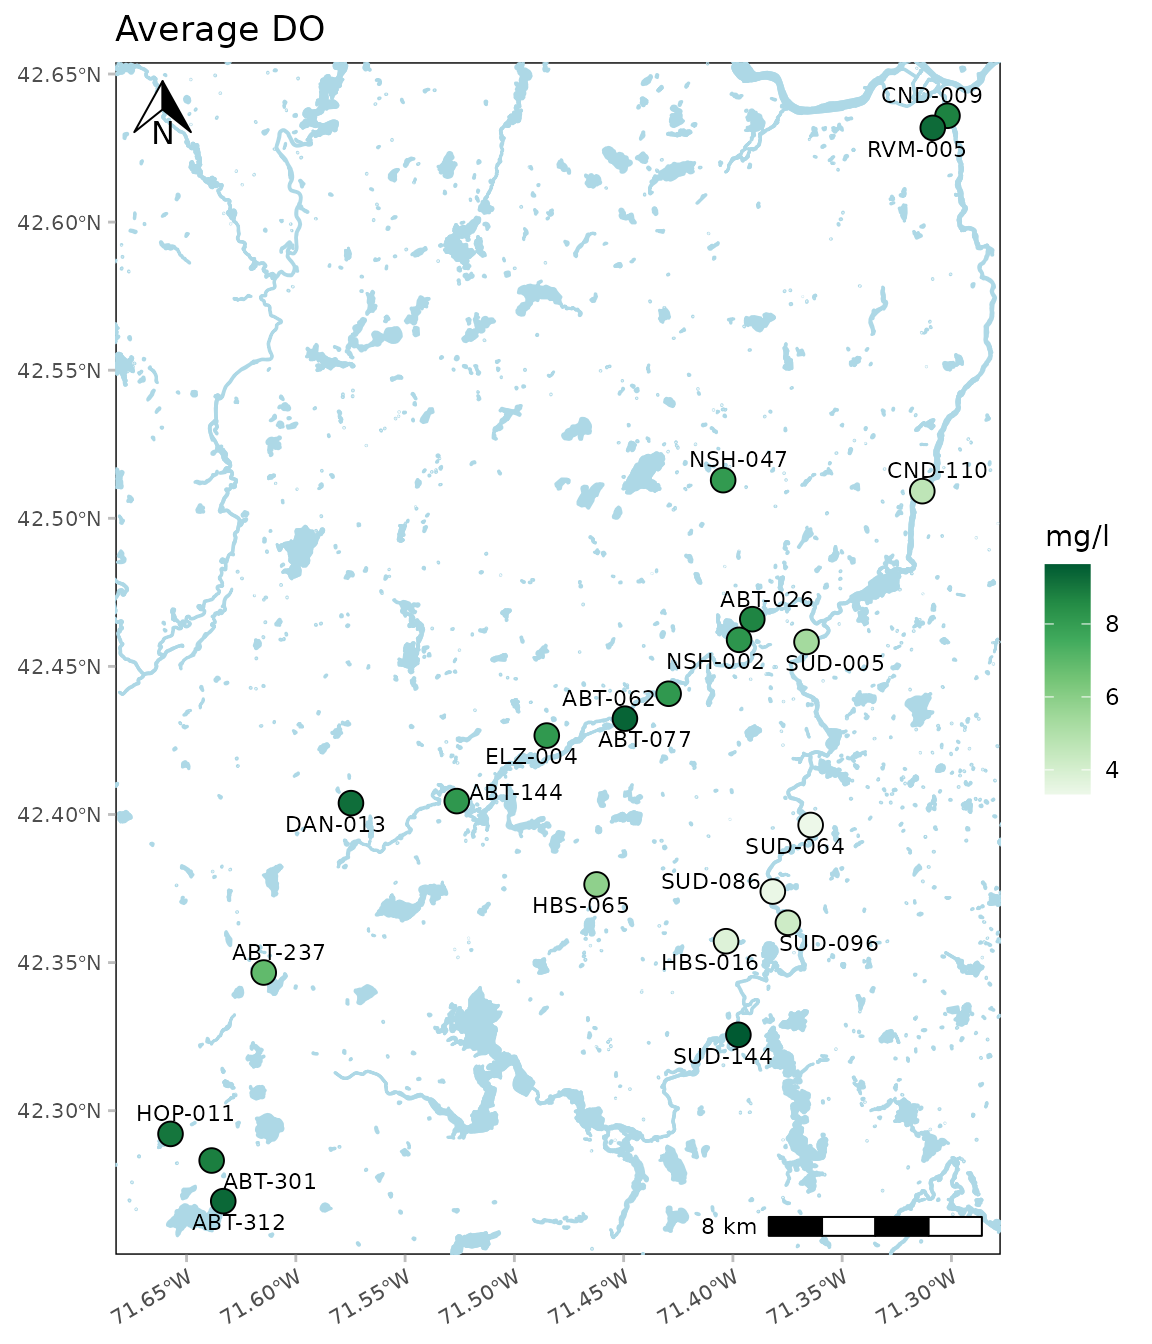 Average DO
42.65°N
42.60°N
42.55°N
42.50°N
42.45°N
42.40°N
42.35°N
42.30°N
N
CND-009
RVM-005
NSH-047
CND-110
ABT-026
NSH-002
SUD-005
ABT-062
ABT-077
ELZ-004
ABT-144
DAN-013
SUD-064
SUD-086
HBS-065
SUD-096
HBS-016
ABT-237
SUD-144
HOP-011
ABT-301
ABT-312
8 km
71.65°W
71.60°W
71.55°W
71.50°W
71.45°W
71.40°W
71.35°W
71.30°W
mg/l
8
6
4